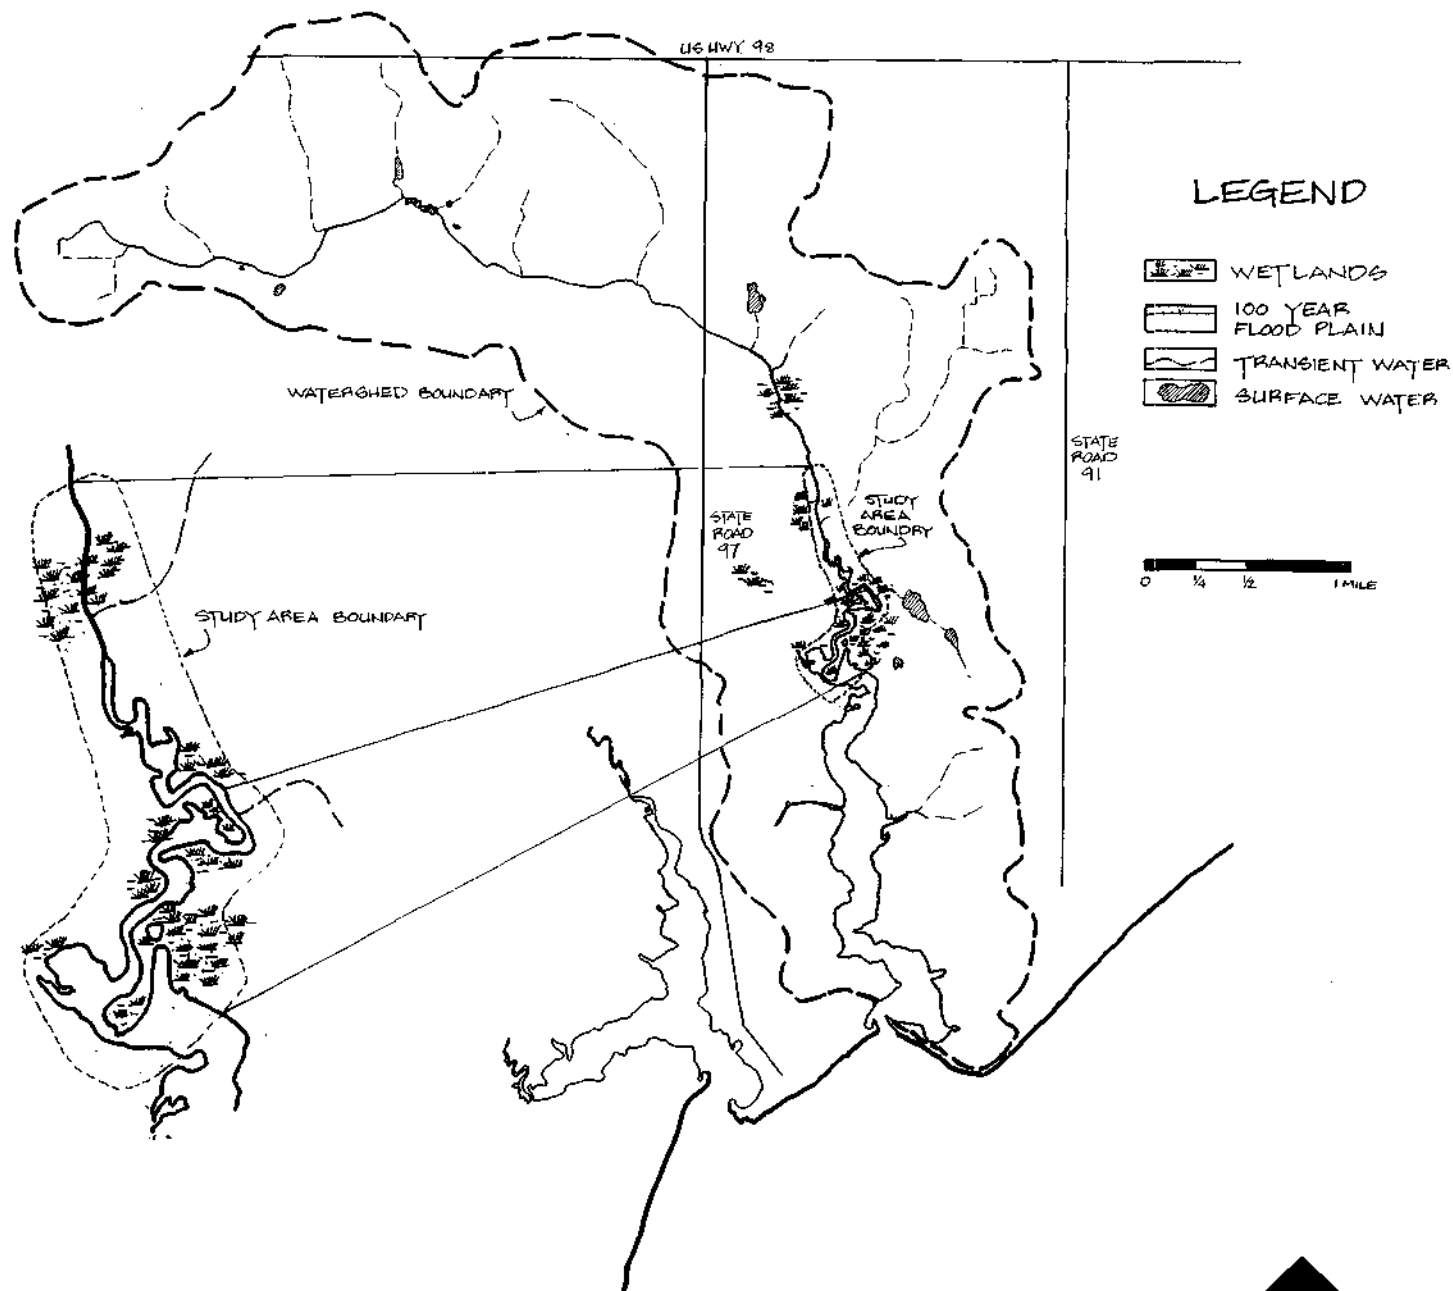 US HWY. 98
LEGEND
WETLANDS
100 YEAR
FLOOD PLAIN
TRANSIENT WATER
SURFACE WATER
WATERSHED BOUNDARY
STATE
ROAD
91
STUDY
AREA
BOUNDRY
STATE
ROAD
97
0 ¼ ½ 1 MILE
STUDY AREA BOUNDARY